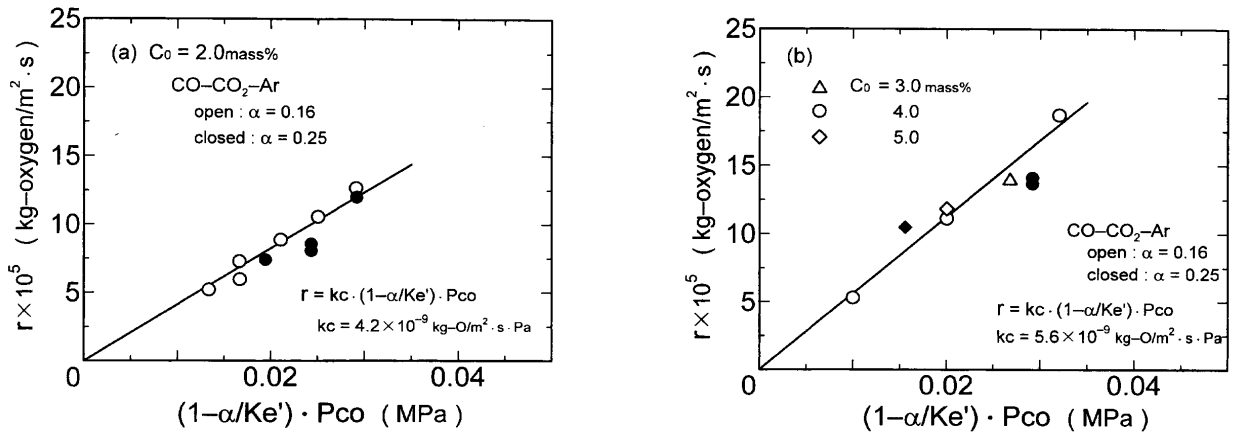 25
20
15
10
5
0
0.02
0.04
r×10⁵ ( kg–oxygen/m²·s )
(a) C₀ = 2.0mass%
CO–CO₂–Ar
open : α = 0.16
closed : α = 0.25
r = kc·(1–α/Ke')·Pco
kc = 4.2×10⁻⁹ kg–O/m²·s·Pa
(1–α/Ke')·Pco ( MPa )
25
20
15
10
5
0
0.02
0.04
r×10⁵ ( kg–oxygen/m²·s )
(b)
C₀ = 3.0 mass%
4.0
5.0
CO–CO₂–Ar
open : α = 0.16
closed : α = 0.25
r = kc·(1–α/Ke')·Pco
kc = 5.6×10⁻⁹ kg–O/m²·s·Pa
(1–α/Ke')·Pco ( MPa )